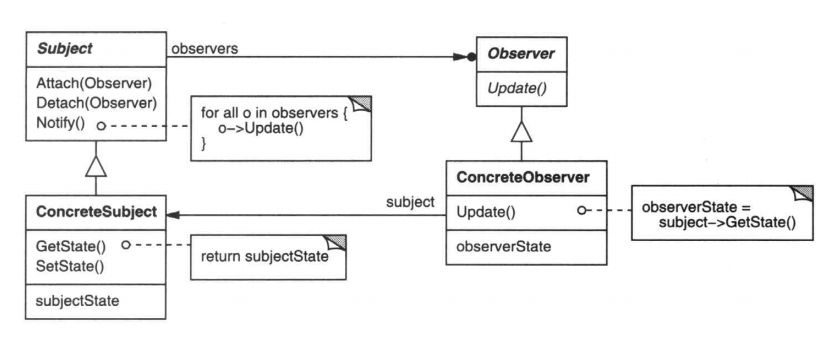 Subject
Attach(Observer)
Detach(Observer)
Notify()
observers
for all o in observers {
o->Update()
}
Observer
Update()
ConcreteSubject
GetState()
SetState()
subjectState
return subjectState
subject
ConcreteObserver
Update()
observerState
observerState =
subject->GetState()